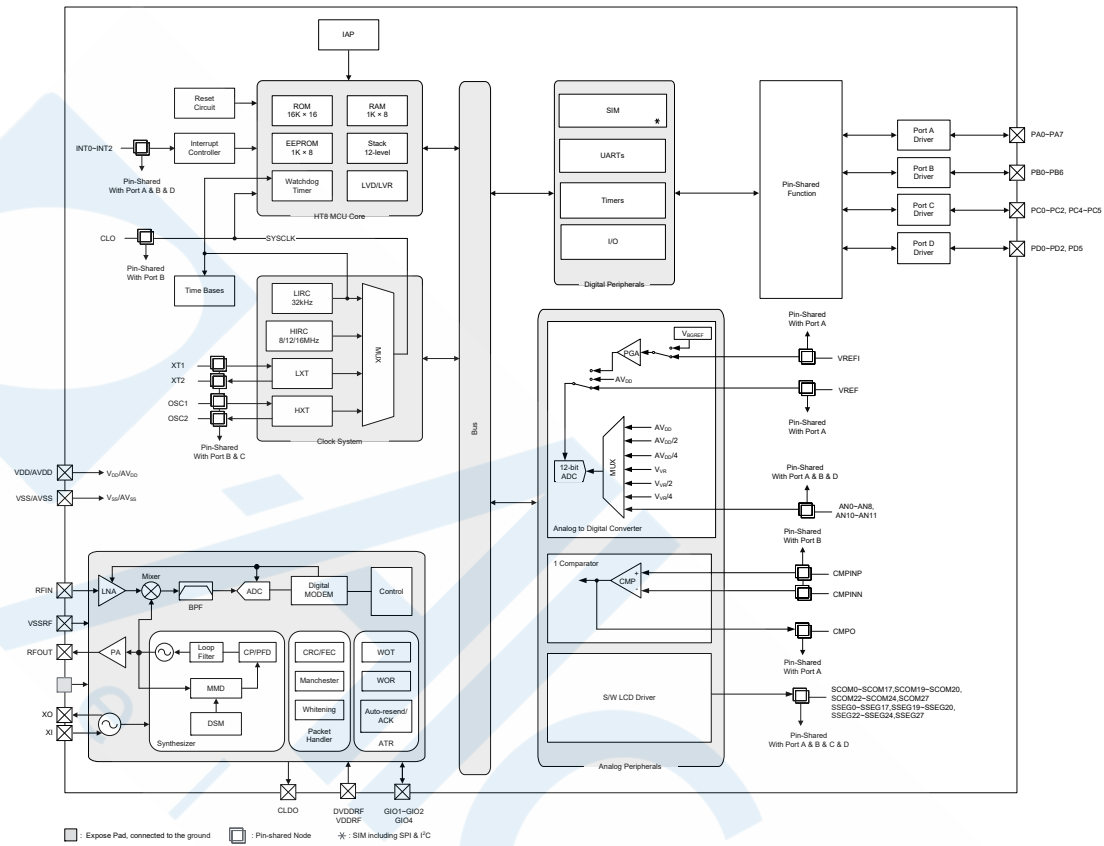 IAP
Reset
Circuit
ROM
16K × 16
RAM
1K × 8
INT0~INT2
Interrupt
Controller
EEPROM
1K × 8
Stack
12-level
Pin-Shared
With Port A & B & D
Watchdog
Timer
LVD/LVR
HT8 MCU Core
CLO
SYSCLK
Pin-Shared
With Port B
Time Bases
LIRC
32kHz
HIRC
8/12/16MHz
MUX
XT1
XT2
LXT
OSC1
OSC2
HXT
Pin-Shared
With Port B & C
Clock System
Bus
SIM
*
UARTs
Timers
I/O
Digital Peripherals
Pin-Shared
Function
Port A
Driver
PA0~PA7
Port B
Driver
PB0~PB6
Port C
Driver
PC0~PC2, PC4~PC5
Port D
Driver
PD0~PD2, PD5
Pin-Shared
With Port A
VBGREF
PGA
VREFI
AVDD
VREF
Pin-Shared
With Port A
12-bit
ADC
MUX
AVDD
AVDD/2
AVDD/4
VVR
VVR/2
VVR/4
Pin-Shared
With Port A & B & D
AN0~AN8,
AN10~AN11
Analog to Digital Converter
Pin-Shared
With Port B
1 Comparator
CMP
+
-
CMPINP
CMPINN
CMPO
Pin-Shared
With Port A
S/W LCD Driver
SCOM0~SCOM17,SCOM19~SCOM20,
SCOM22~SCOM24,SCOM27
SSEG0~SSEG17,SSEG19~SSEG20,
SSEG22~SSEG24,SSEG27
Pin-Shared
With Port A & B & C & D
Analog Peripherals
VDD/AVDD
VDD/AVDD
VSS/AVSS
VSS/AVSS
RFIN
LNA
Mixer
BPF
ADC
Digital
MODEM
Control
VSSRF
RFOUT
PA
Loop
Filter
CP/PFD
MMD
DSM
Synthesizer
CRC/FEC
Manchester
Whitening
Packet
Handler
WOT
WOR
Auto-resend/
ACK
ATR
XO
XI
CLDO
DVDDRF
VDDRF
GIO1~GIO2
GIO4
: Expose Pad, connected to the ground
: Pin-shared Node
* : SIM including SPI & I²C